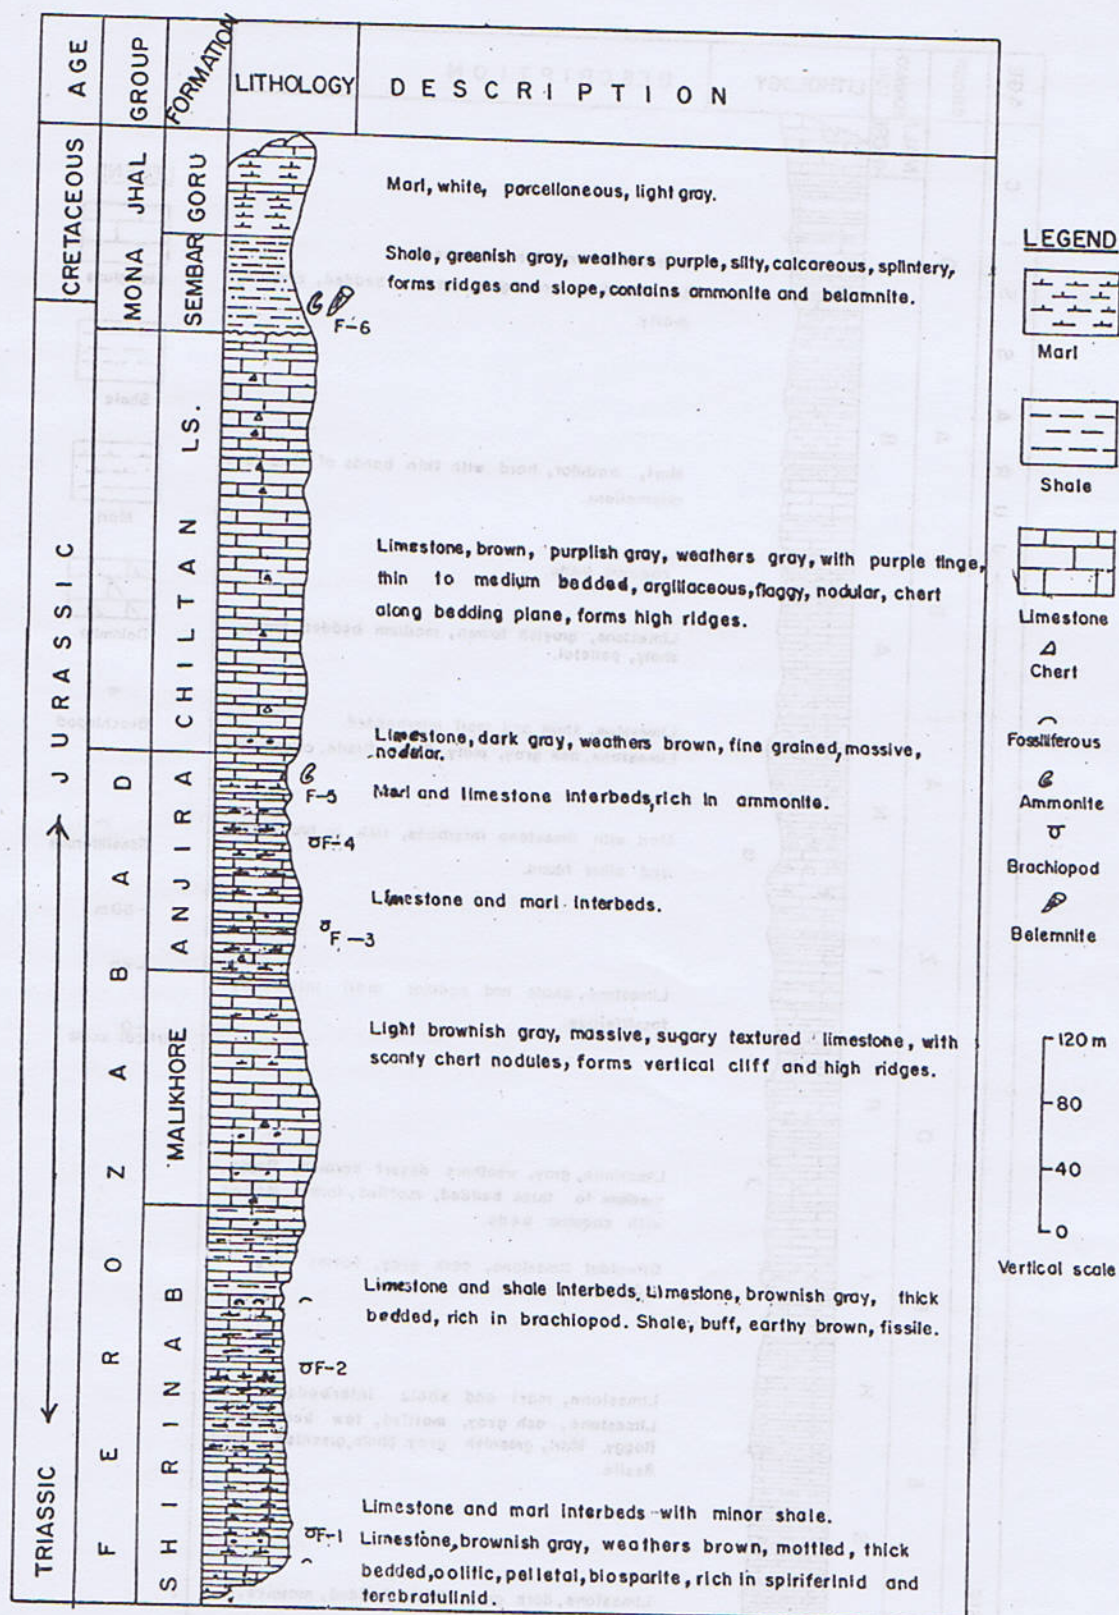 AGE
GROUP
FORMATION
LITHOLOGY
DESCRIPTION
CRETACEOUS
JURASSIC
TRIASSIC
MONA JHAL
FEROZABAD
GORU
SEMBAR
CHILTAN LS.
ANJIRA
MALIKHORE
SHIRINAB
Marl, white, porcellaneous, light gray.
Shale, greenish gray, weathers purple, silty, calcareous, splintery,
forms ridges and slope, contains ammonite and belamnite.
F-6
Limestone, brown, purplish gray, weathers gray, with purple tinge,
thin to medium bedded, argillaceous, flaggy, nodular, chert
along bedding plane, forms high ridges.
Limestone, dark gray, weathers brown, fine grained, massive,
nodular.
F-5
Marl and limestone interbeds, rich in ammonite.
F-4
Limestone and marl interbeds.
F-3
Light brownish gray, massive, sugary textured limestone, with
scanty chert nodules, forms vertical cliff and high ridges.
Limestone and shale interbeds. Limestone, brownish gray, thick
bedded, rich in brachiopod. Shale, buff, earthy brown, fissile.
F-2
Limestone and marl interbeds with minor shale.
F-1
Limestone, brownish gray, weathers brown, mottled, thick
bedded, oolitic, pelletal, biosparite, rich in spiriferinid and
terebratulinid.
LEGEND
Marl
Shale
Limestone
Chert
Fossiliferous
Ammonite
Brachiopod
Belemnite
120 m
80
40
0
Vertical scale